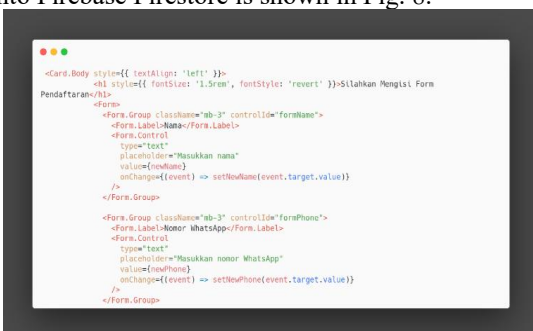 into Firebase Firestore is shown in Fig. 6.
<Card.Body style={{ textAlign: 'left' }}>
<h1 style={{ fontSize: '1.5rem', fontStyle: 'revert' }}>Silahkan Mengisi Form
Pendaftaran</h1>
<Form>
<Form.Group className="mb-3" controlId="formName">
<Form.Label>Nama</Form.Label>
<Form.Control
type="text"
placeholder="Masukkan nama"
value={newName}
onChange={(event) => setNewName(event.target.value)}
/>
</Form.Group>
<Form.Group className="mb-3" controlId="formPhone">
<Form.Label>Nomor WhatsApp</Form.Label>
<Form.Control
type="text"
placeholder="Masukkan nomor WhatsApp"
value={newPhone}
onChange={(event) => setNewPhone(event.target.value)}
/>
</Form.Group>